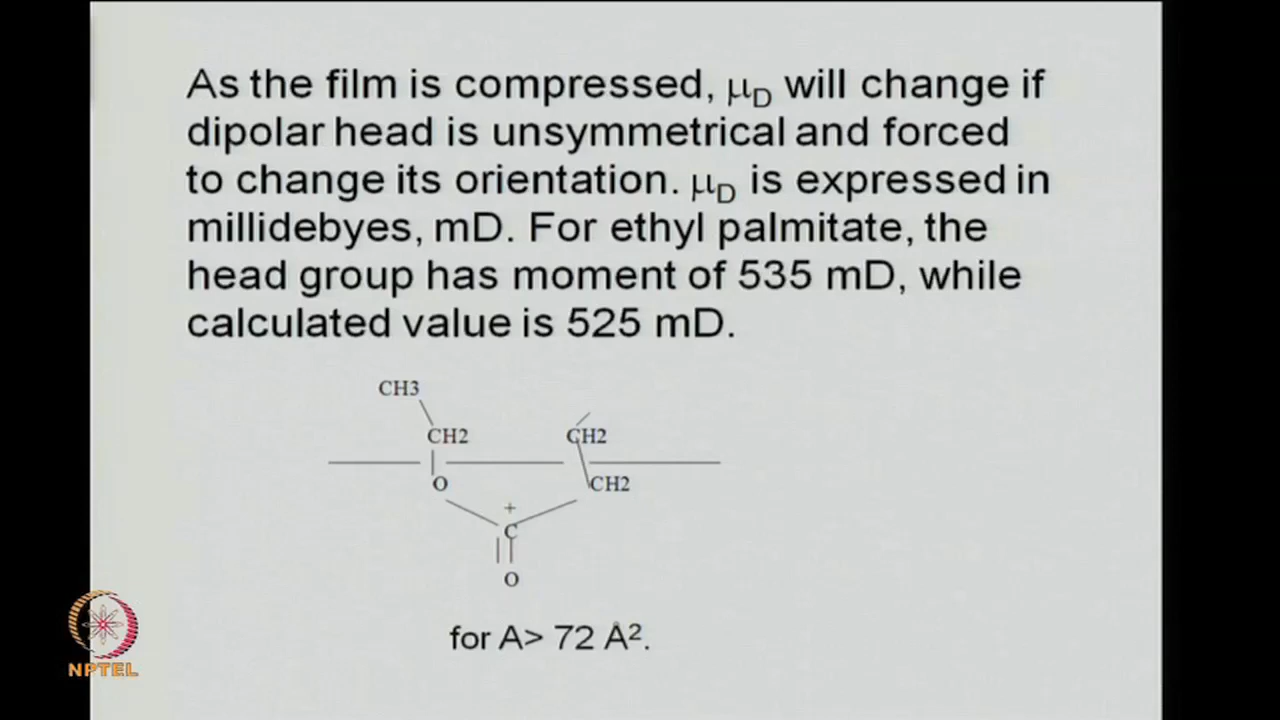 As the film is compressed, μD will change if
dipolar head is unsymmetrical and forced
to change its orientation. μD is expressed in
millidebyes, mD. For ethyl palmitate, the
head group has moment of 535 mD, while
calculated value is 525 mD.
CH3
CH2 CH2
O CH2
+
C
O
for A> 72 Å².
NPTEL